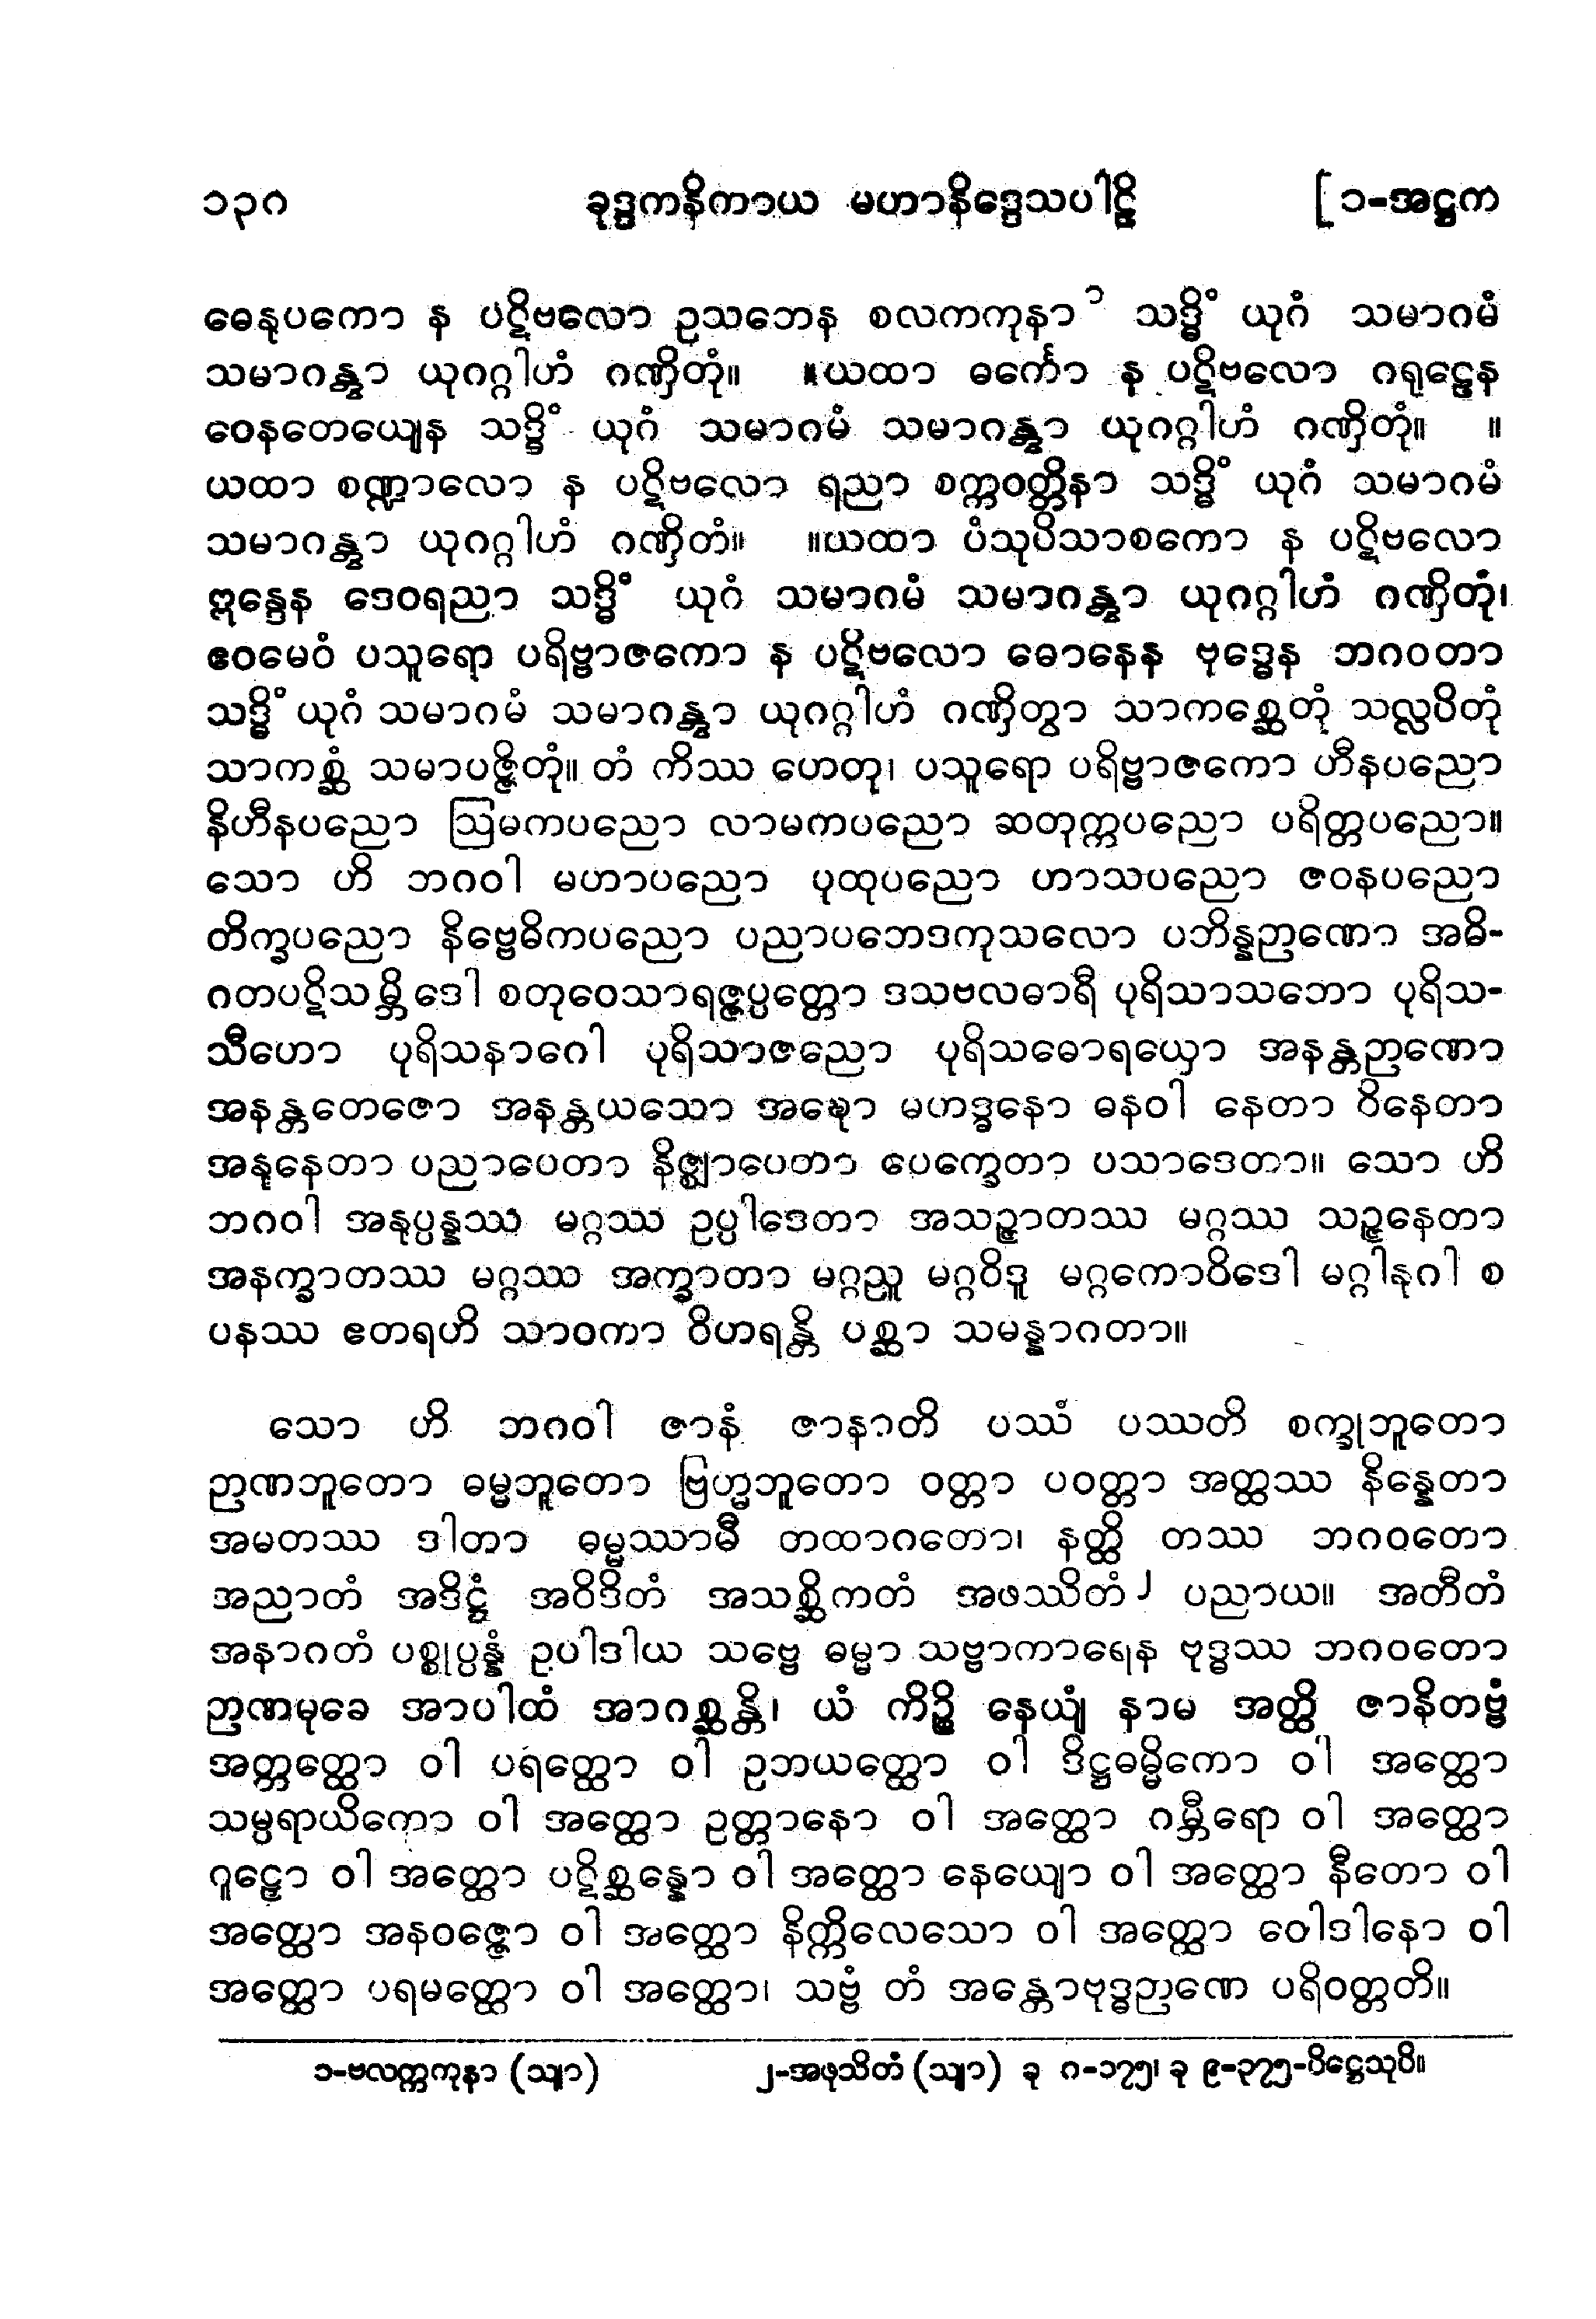 ၁၃၈ ခုဒ္ဒကနိကာယ မဟာနိဒ္ဒေသပါဠိ [ ၁-အဋ္ဌက
ဓေနုပကော န ပဋိဗလော ဥသဘေန စလကကုနာ ၁ သဒ္ဓိံ ယုဂံ သမာဂမံ
သမာဂန္တွာ ယုဂဂ္ဂါဟံ ဂဏှိတုံ။ ။ယထာ ဓင်္ကော န ပဋိဗလော ဂရုဠေန
ဝေနတေယျေန သဒ္ဓိံ ယုဂံ သမာဂမံ သမာဂန္တွာ ယုဂဂ္ဂါဟံ ဂဏှိတုံ။ ။
ယထာ စဏ္ဍာလော န ပဋိဗလော ရညာ စက္ကဝတ္တိနာ သဒ္ဓိံ ယုဂံ သမာဂမံ
သမာဂန္တွာ ယုဂဂ္ဂါဟံ ဂဏှိတံ။ ။ယထာ ပံသုပိသာစကော န ပဋိဗလော
ဣန္ဒေန ဒေဝရညာ သဒ္ဓိံ ယုဂံ သမာဂမံ သမာဂန္တွာ ယုဂဂ္ဂါဟံ ဂဏှိတုံ၊
ဧဝမေဝံ ပသူရော ပရိဗ္ဗာဇကော န ပဋိဗလော ဓောနေန ဗုဒ္ဓေန ဘဂဝတာ
သဒ္ဓိံ ယုဂံ သမာဂမံ သမာဂန္တွာ ယုဂဂ္ဂါဟံ ဂဏှိတွာ သာကစ္ဆေတုံ သလ္လပိတုံ
သာကစ္ဆံ သမာပဇ္ဇိတုံ။ တံ ကိဿ ဟေတု၊ ပသူရော ပရိဗ္ဗာဇကော ဟီနပညော
နိဟီနပညော ဩမကပညော လာမကပညော ဆတုက္ကပညော ပရိတ္တပညော။
သော ဟိ ဘဂဝါ မဟာပညော ပုထုပညော ဟာသပညော ဇဝနပညော
တိက္ခပညော နိဗ္ဗေဓိကပညော ပညာပဘေဒကုသလော ပဘိန္နဉာဏော အဓိ-
ဂတပဋိသမ္ဘိဒေါ စတုဝေသာရဇ္ဇပ္ပတ္တော ဒသဗလဓာရီ ပုရိသာသဘော ပုရိသ-
သီဟော ပုရိသနာဂေါ ပုရိသာဇညော ပုရိသဓောရယှော အနန္တဉာဏော
အနန္တတေဇော အနန္တယသော အဍ္ဎော မဟဒ္ဓနော ဓနဝါ နေတာ ဝိနေတာ
အနုနေတာ ပညာပေတာ နိဇ္ဈာပေတာ ပေက္ခေတာ ပသာဒေတာ။ သော ဟိ
ဘဂဝါ အနုပ္ပန္နဿ မဂ္ဂဿ ဥပ္ပါဒေတာ အသဉ္ဇာတဿ မဂ္ဂဿ သဉ္ဇနေတာ
အနက္ခာတဿ မဂ္ဂဿ အက္ခာတာ မဂ္ဂညူ မဂ္ဂဝိဒူ မဂ္ဂကောဝိဒေါ မဂ္ဂါနုဂါ စ
ပနဿ ဧတရဟိ သာဝကာ ဝိဟရန္တိ ပစ္ဆာ သမန္နာဂတာ။
သော ဟိ ဘဂဝါ ဇာနံ ဇာနာတိ ပဿံ ပဿတိ စက္ခုဘူတော
ဉာဏဘူတော ဓမ္မဘူတော ဗြဟ္မဘူတော ဝတ္တာ ပဝတ္တာ အတ္ထဿ နိန္နေတာ
အမတဿ ဒါတာ ဓမ္မဿာမီ တထာဂတော၊ နတ္ထိ တဿ ဘဂဝတော
အညာတံ အဒိဋ္ဌံ အဝိဒိတံ အသစ္ဆိကတံ အဖဿိတံ ၂ ပညာယ။ အတီတံ
အနာဂတံ ပစ္စုပ္ပန္နံ ဥပါဒါယ သဗ္ဗေ ဓမ္မာ သဗ္ဗာကာရေန ဗုဒ္ဓဿ ဘဂဝတော
ဉာဏမုခေ အာပါထံ အာဂစ္ဆန္တိ၊ ယံ ကိဉ္စိ နေယျံ နာမ အတ္ထိ ဇာနိတဗ္ဗံ
အတ္တတ္ထော ဝါ ပရတ္ထော ဝါ ဥဘယတ္ထော ဝါ ဒိဋ္ဌဓမ္မိကော ဝါ အတ္ထော
သမ္ပရာယိကော ဝါ အတ္ထော ဥတ္တာနော ဝါ အတ္ထော ဂမ္ဘီရော ဝါ အတ္ထော
ဂူဠှော ဝါ အတ္ထော ပဋိစ္ဆန္နော ဝါ အတ္ထော နေယျော ဝါ အတ္ထော နီတော ဝါ
အတ္ထော အနဝဇ္ဇော ဝါ အတ္ထော နိက္ကိလေသော ဝါ အတ္ထော ဝေါဒါနော ဝါ
အတ္ထော ပရမတ္ထော ဝါ အတ္ထော၊ သဗ္ဗံ တံ အန္တောဗုဒ္ဓဉာဏေ ပရိဝတ္တတိ။
၁-ဗလက္ကကုနာ (သျာ) ၂-အဖုသိတံ (သျာ) ခု ဂ-၁၇၅၊ ခု ၉-၃၇၅-ပိဋ္ဌေသုပိ။